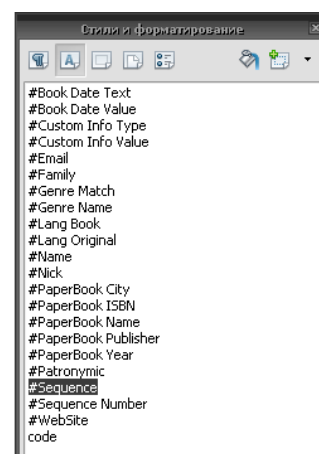 Стили и форматирование
#Book Date Text
#Book Date Value
#Custom Info Type
#Custom Info Value
#Email
#Family
#Genre Match
#Genre Name
#Lang Book
#Lang Original
#Name
#Nick
#PaperBook City
#PaperBook ISBN
#PaperBook Name
#PaperBook Publisher
#PaperBook Year
#Patronymic
#Sequence
#Sequence Number
#WebSite
code